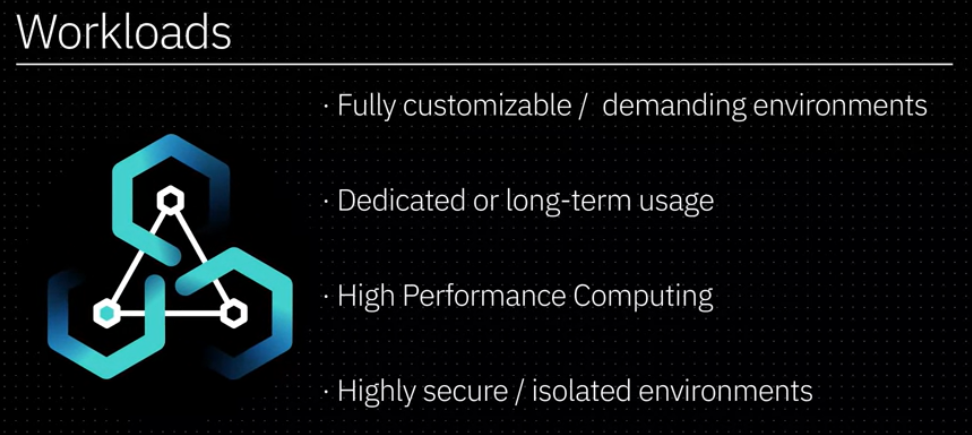 Workloads
· Fully customizable /  demanding environments
· Dedicated or long-term usage
· High Performance Computing
· Highly secure / isolated environments